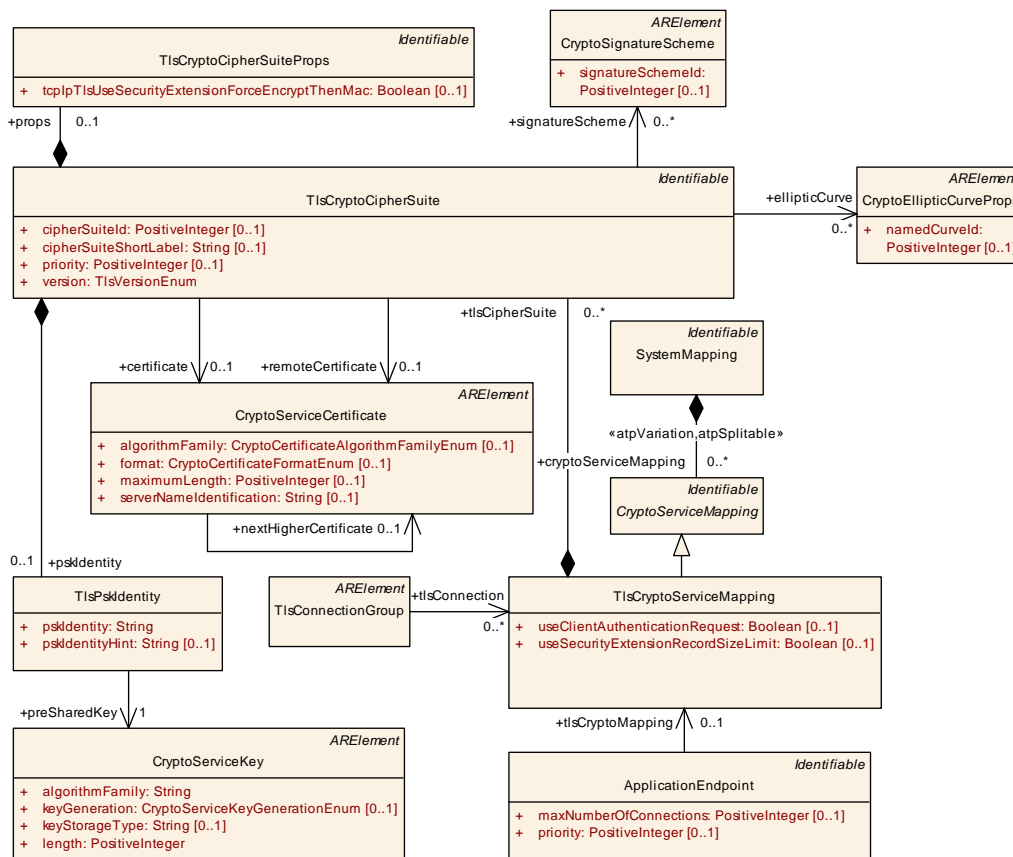 Identifiable
TlsCryptoCipherSuiteProps
+ tcpIpTlsUseSecurityExtensionForceEncryptThenMac: Boolean [0..1]
ARElement
CryptoSignatureScheme
+ signatureSchemeId:
PositiveInteger [0..1]
+props 0..1
+signatureScheme 0..*
Identifiable
TlsCryptoCipherSuite
+ cipherSuiteId: PositiveInteger [0..1]
+ cipherSuiteShortLabel: String [0..1]
+ priority: PositiveInteger [0..1]
+ version: TlsVersionEnum
+ellipticCurve
0..*
ARElement
CryptoEllipticCurveProps
+ namedCurveId:
PositiveInteger [0..1]
+tlsCipherSuite 0..*
Identifiable
SystemMapping
+certificate 0..1
+remoteCertificate 0..1
ARElement
CryptoServiceCertificate
+ algorithmFamily: CryptoCertificateAlgorithmFamilyEnum [0..1]
+ format: CryptoCertificateFormatEnum [0..1]
+ maximumLength: PositiveInteger [0..1]
+ serverNameIdentification: String [0..1]
«atpVariation,atpSplitable»
+cryptoServiceMapping 0..*
Identifiable
CryptoServiceMapping
+nextHigherCertificate 0..1
0..1 +pskIdentity
TlsPskIdentity
+ pskIdentity: String
+ pskIdentityHint: String [0..1]
ARElement
TlsConnectionGroup
+tlsConnection
0..*
TlsCryptoServiceMapping
+ useClientAuthenticationRequest: Boolean [0..1]
+ useSecurityExtensionRecordSizeLimit: Boolean [0..1]
+preSharedKey 1
+tlsCryptoMapping 0..1
ARElement
CryptoServiceKey
+ algorithmFamily: String
+ keyGeneration: CryptoServiceKeyGenerationEnum [0..1]
+ keyStorageType: String [0..1]
+ length: PositiveInteger
Identifiable
ApplicationEndpoint
+ maxNumberOfConnections: PositiveInteger [0..1]
+ priority: PositiveInteger [0..1]